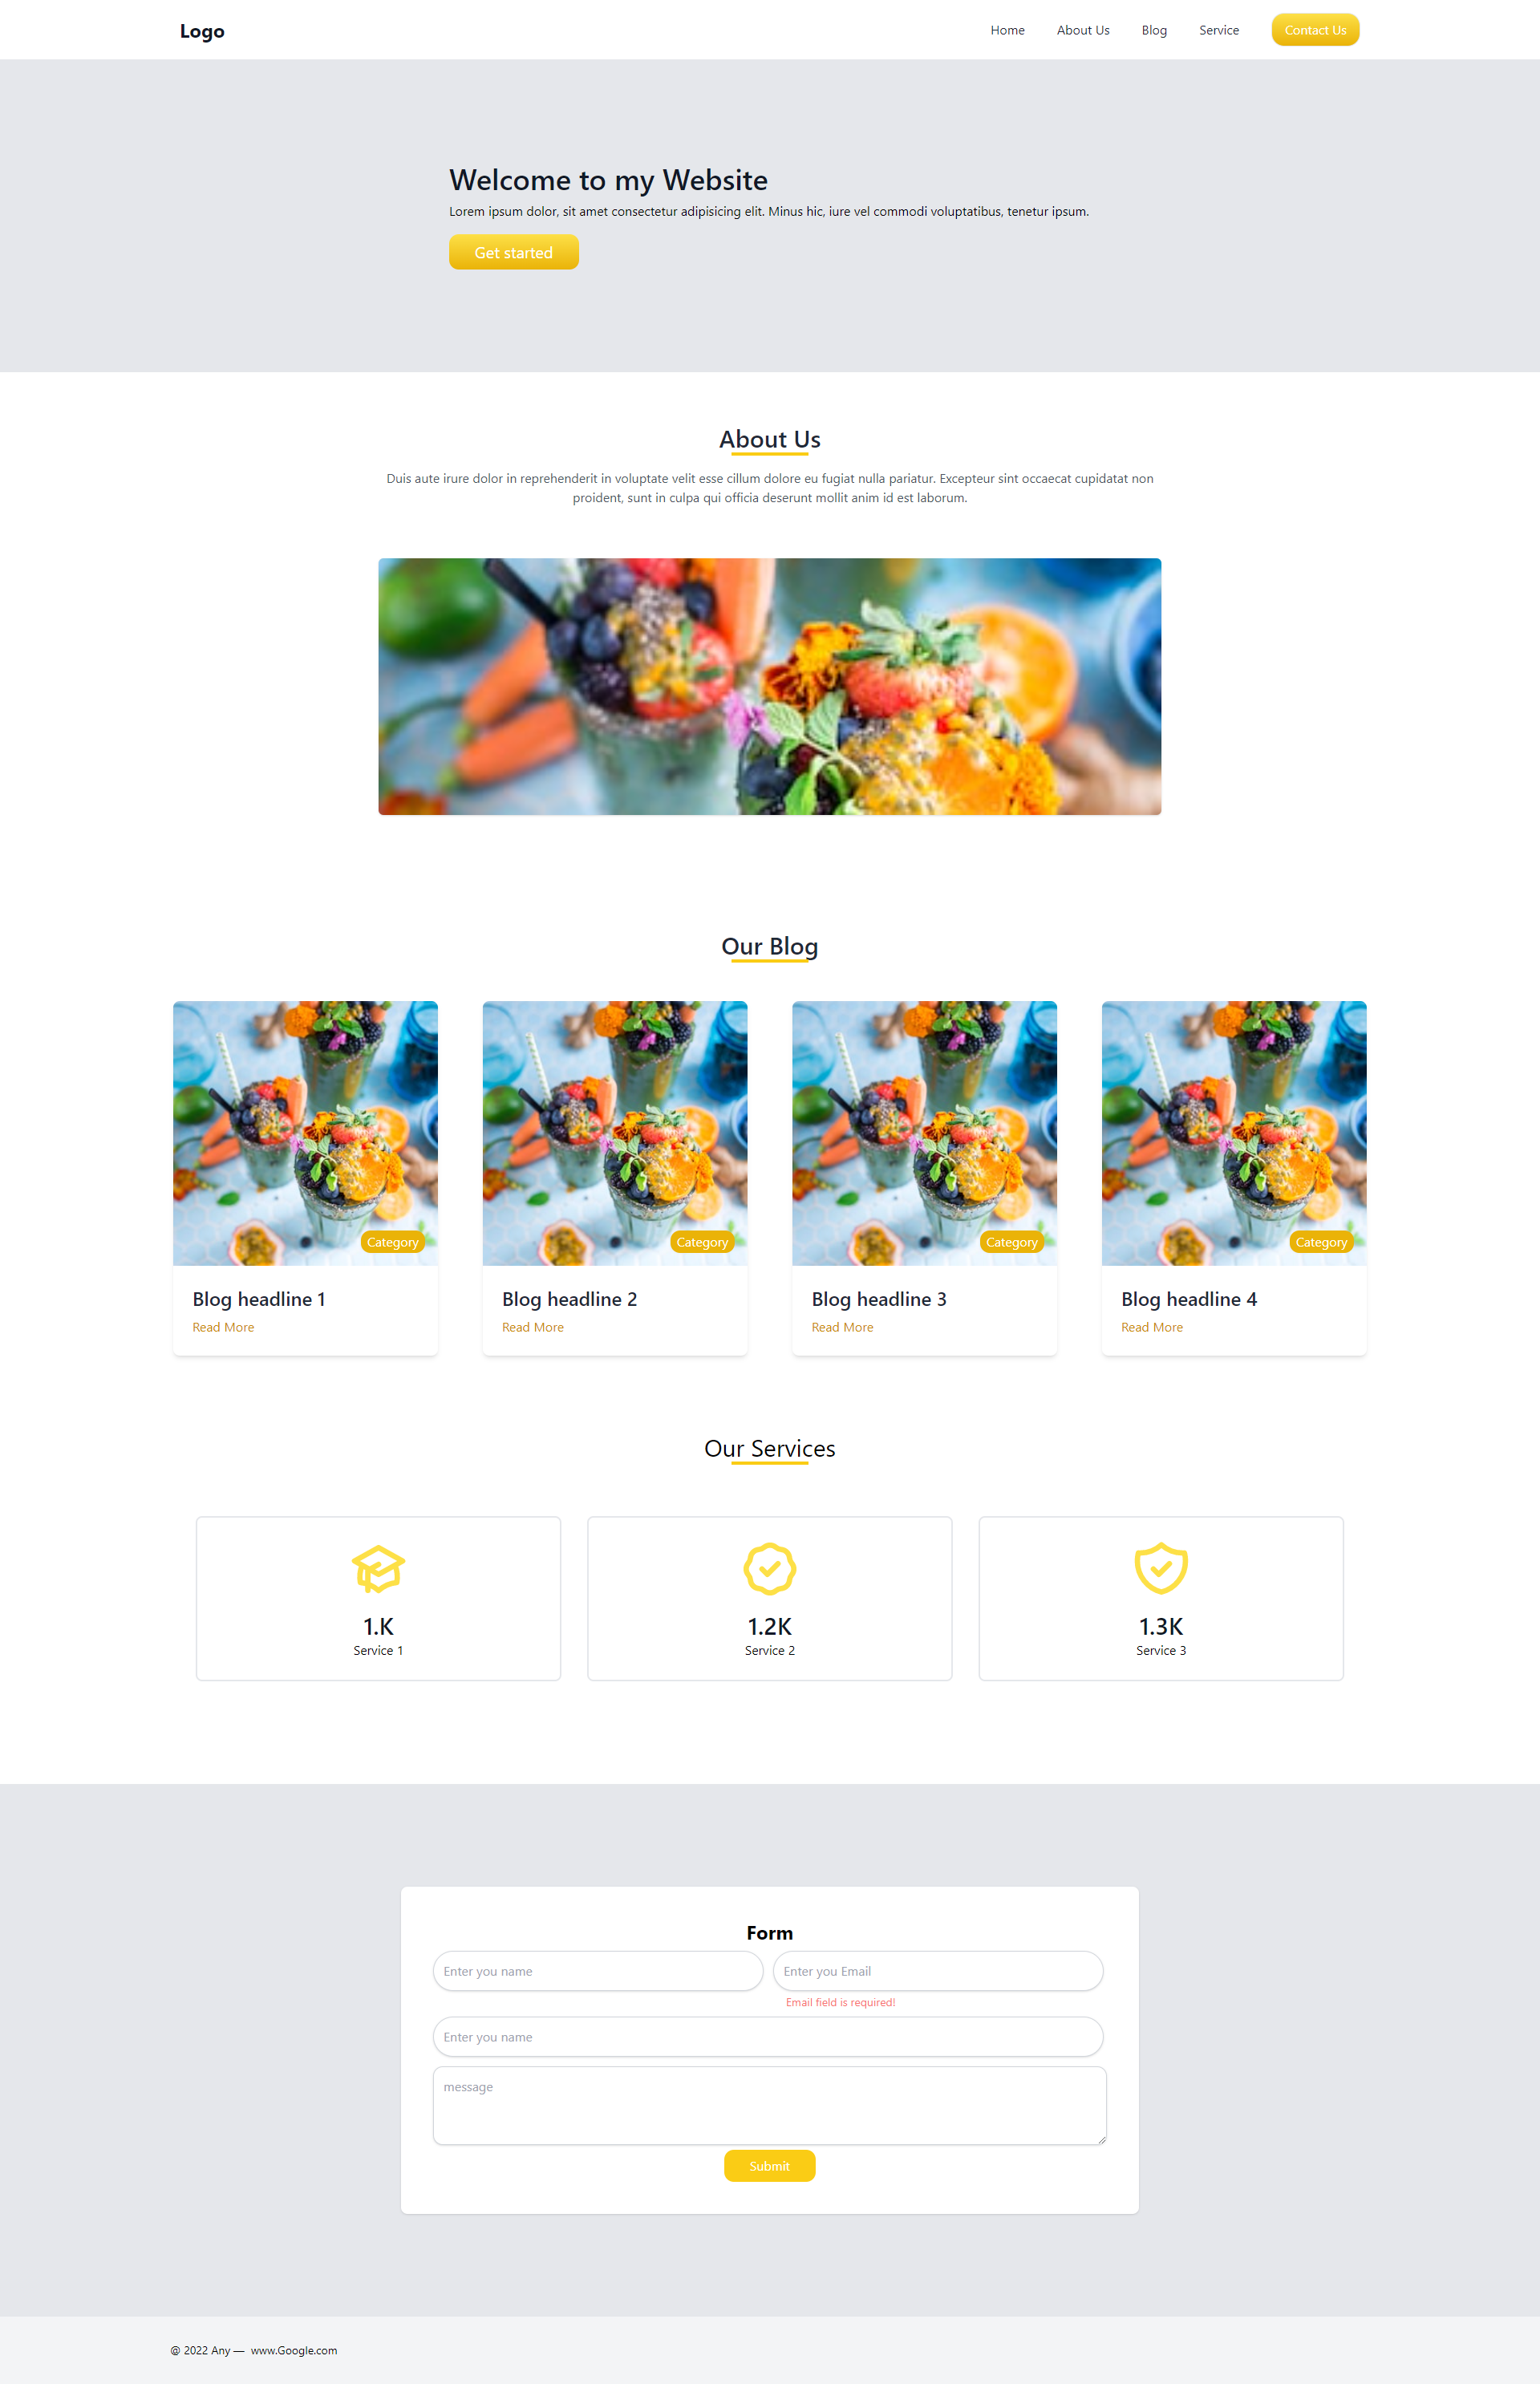 Logo
Home
About Us
Blog
Service
Contact Us
Welcome to my Website
Lorem ipsum dolor, sit amet consectetur adipisicing elit. Minus hic, iure vel commodi voluptatibus, tenetur ipsum.
Get started
About Us
Duis aute irure dolor in reprehenderit in voluptate velit esse cillum dolore eu fugiat nulla pariatur. Excepteur sint occaecat cupidatat non
proident, sunt in culpa qui officia deserunt mollit anim id est laborum.
Our Blog
Category
Blog headline 1
Read More
Category
Blog headline 2
Read More
Category
Blog headline 3
Read More
Category
Blog headline 4
Read More
Our Services
1.K
Service 1
1.2K
Service 2
1.3K
Service 3
Form
Enter you name
Enter you Email
Email field is required!
Enter you name
message
Submit
@ 2022 Any — www.Google.com